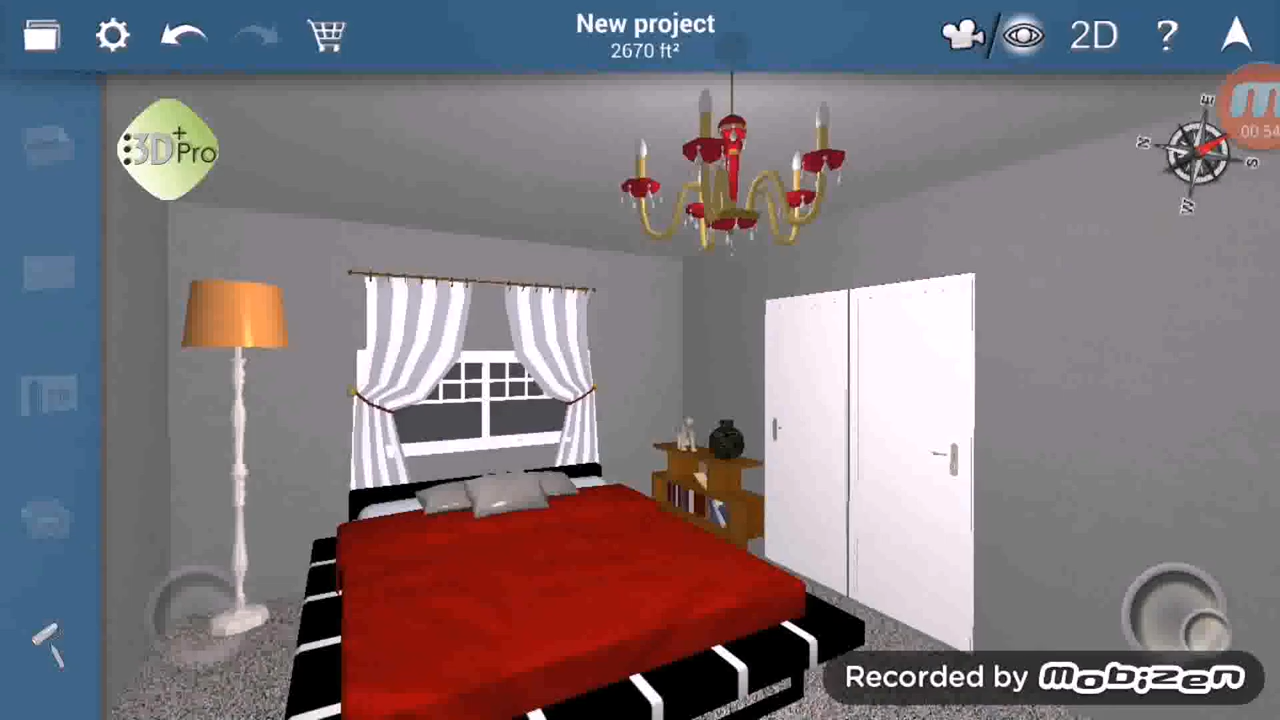 New project
2670 ft²
2D
?
3D+Pro
00:54
E
N
S
W
Recorded by mobizen